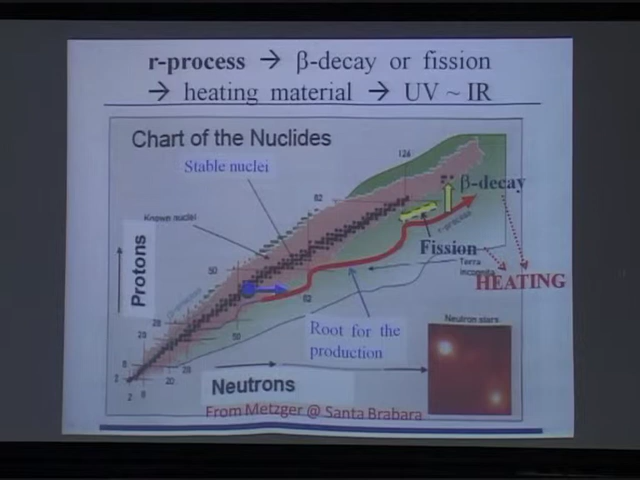 r-process → β-decay or fission
→ heating material → UV ~ IR
Chart of the Nuclides
Stable nuclei
126
82
β-decay
Known nuclei
r-process
Fission
Terra
HEATING
Protons
50
82
28
20
50
Root for the
production
Neutron stars
8
2
20
28
2
8
Neutrons
From Metzger @ Santa Brabara